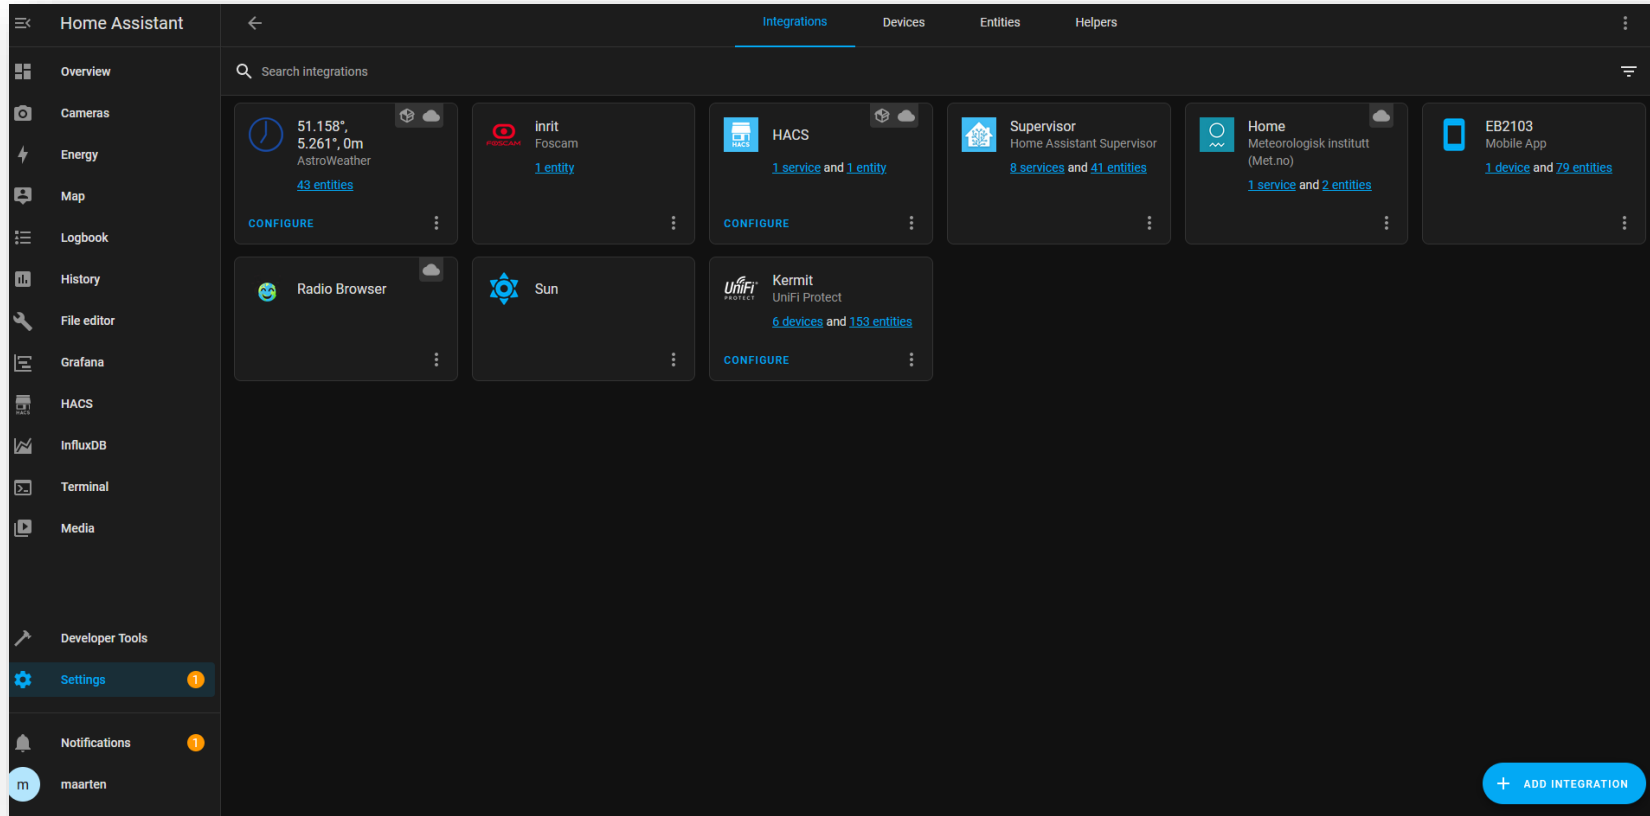 Home Assistant
Integrations
Devices
Entities
Helpers
Overview
Cameras
Energy
Map
Logbook
History
File editor
Grafana
HACS
InfluxDB
Terminal
Media
Developer Tools
Settings
1
Notifications
1
m
maarten
Search integrations
51.158°,
5.261°, 0m
AstroWeather
43 entities
CONFIGURE
FOSCAM
inrit
Foscam
1 entity
HACS
HACS
1 service and 1 entity
CONFIGURE
Supervisor
Home Assistant Supervisor
8 services and 41 entities
Home
Meteorologisk institutt
(Met.no)
1 service and 2 entities
EB2103
Mobile App
1 device and 79 entities
Radio Browser
Sun
UniFi
PROTECT
Kermit
UniFi Protect
6 devices and 153 entities
CONFIGURE
ADD INTEGRATION